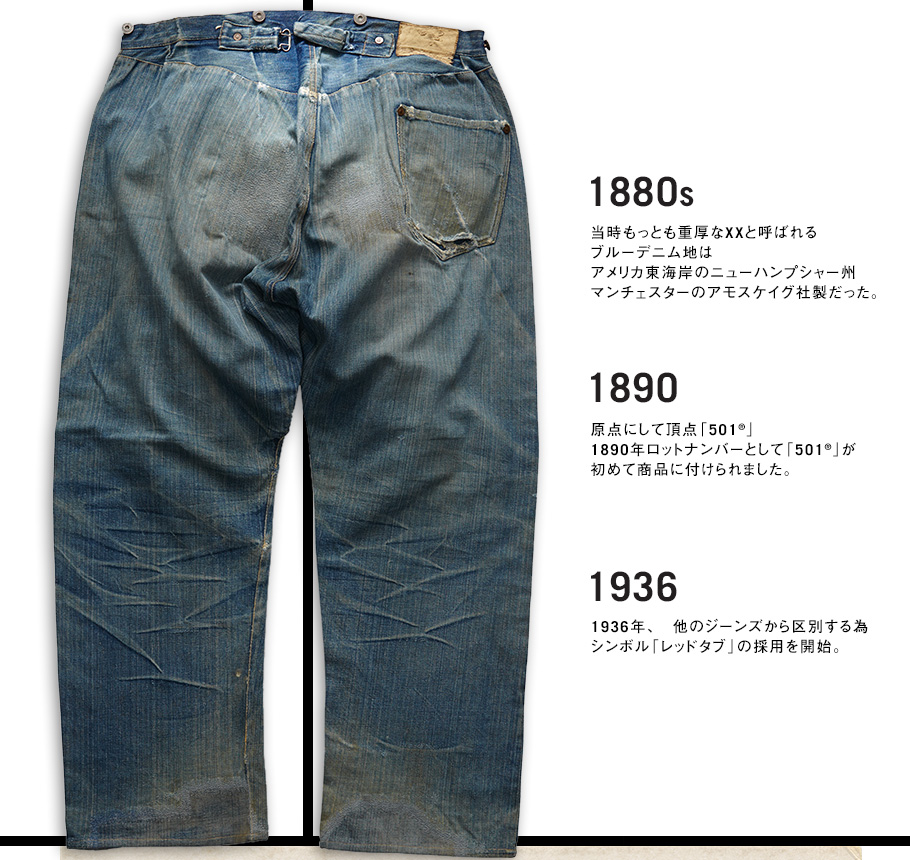 1880s
当時もっとも重厚なXXと呼ばれる
ブルーデニム地は
アメリカ東海岸のニューハンプシャー州
マンチェスターのアモスケイグ社製だった。
1890
原点にして頂点「501®」
1890年ロットナンバーとして「501®」が
初めて商品に付けられました。
1936
1936年、 他のジーンズから区別する為
シンボル「レッドタブ」の採用を開始。